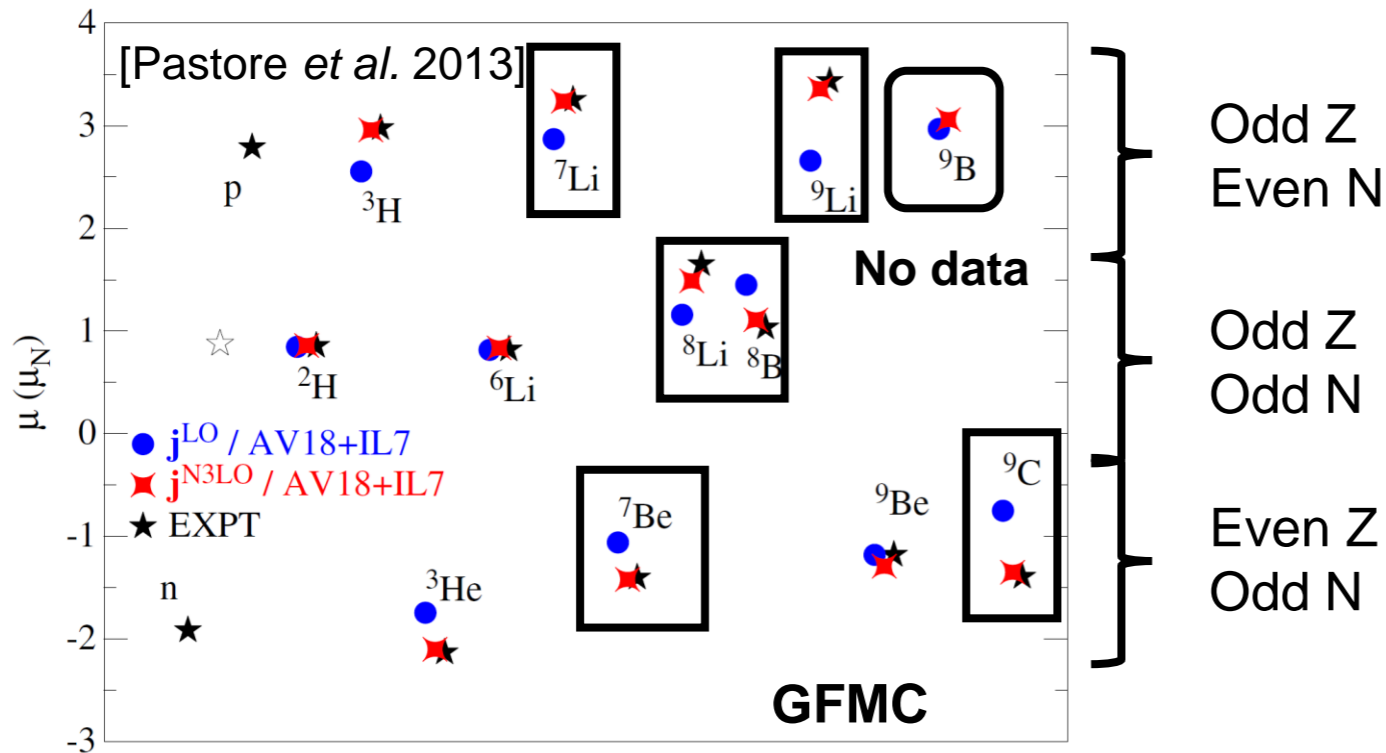 4
[Pastore et al. 2013]
3
p
³H
⁷Li
⁹Li
⁹B
Odd Z
Even N
2
No data
1
²H
⁶Li
⁸Li
⁸B
Odd Z
Odd N
μ (μN)
0
j^LO / AV18+IL7
j^N3LO / AV18+IL7
EXPT
-1
⁷Be
⁹Be
⁹C
Even Z
Odd N
n
³He
-2
GFMC
-3